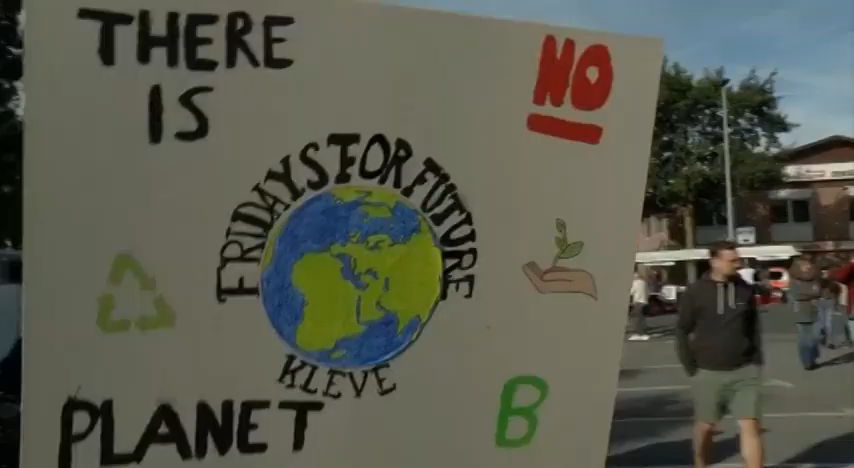 THERE NO
IS
FRIDAYS FOR FUTURE
KLEVE
PLANET B